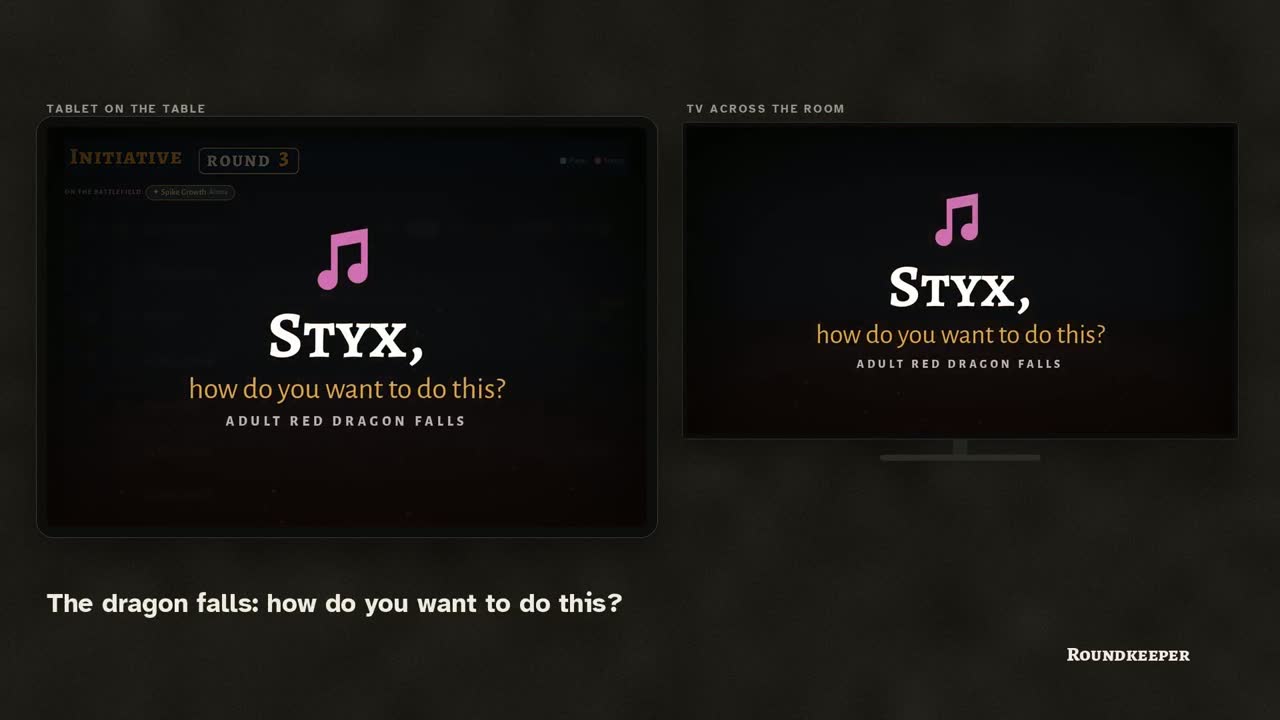 TABLET ON THE TABLE
INITIATIVE ROUND 3
ON THE BATTLEFIELD Spike Growth
STYX,
how do you want to do this?
ADULT RED DRAGON FALLS
TV ACROSS THE ROOM
STYX,
how do you want to do this?
ADULT RED DRAGON FALLS
The dragon falls: how do you want to do this?
ROUNDKEEPER